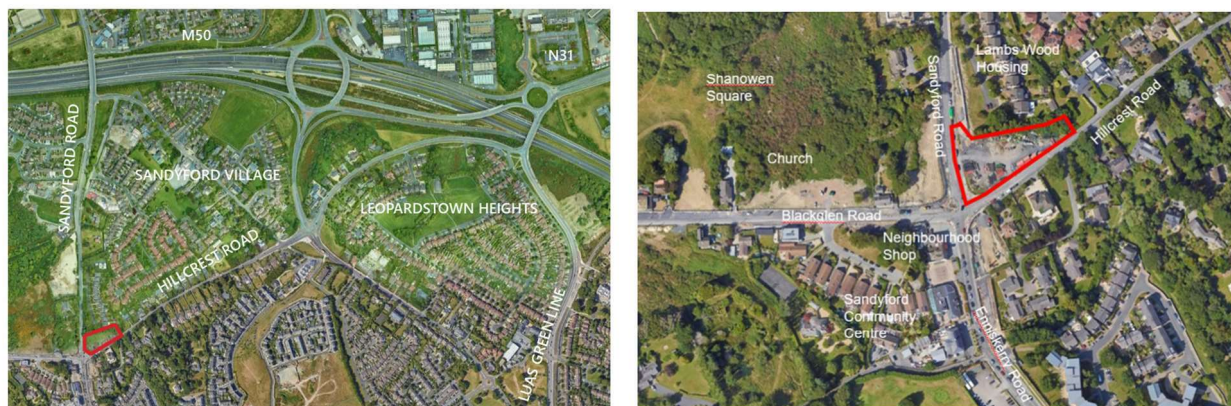 M50
N31
SANDYFORD ROAD
SANDYFORD VILLAGE
LEOPARDSTOWN HEIGHTS
HILLCREST ROAD
LUAS GREEN LINE
Shanowen
Square
Sandyford Road
Lambs Wood
Housing
Hillcrest Road
Church
Blackglen Road
Neighbourhood
Shop
Sandyford
Community
Centre
Enniskerry Road